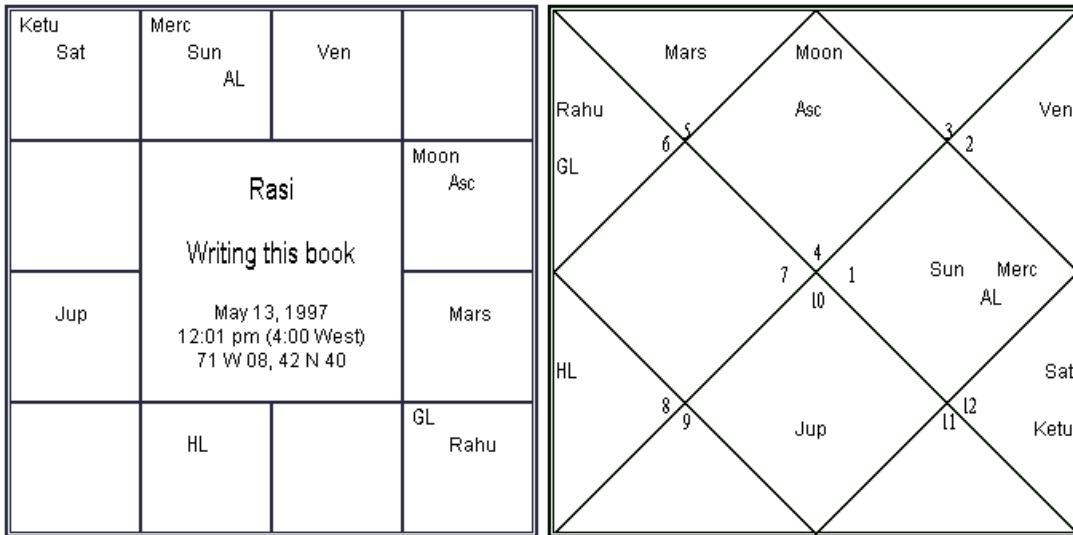 Ketu
Sat
Merc
Sun
AL
Ven
Moon
Asc
Rasi
Writing this book
May 13, 1997
12:01 pm (4:00 West)
71 W 08, 42 N 40
Jup
Mars
HL
GL
Rahu
Mars
Moon
Rahu
Asc
Ven
5
3
6
2
GL
4
7
1
10
Sun Merc
AL
HL
Sat
8
12
9
11
Jup
Ketu